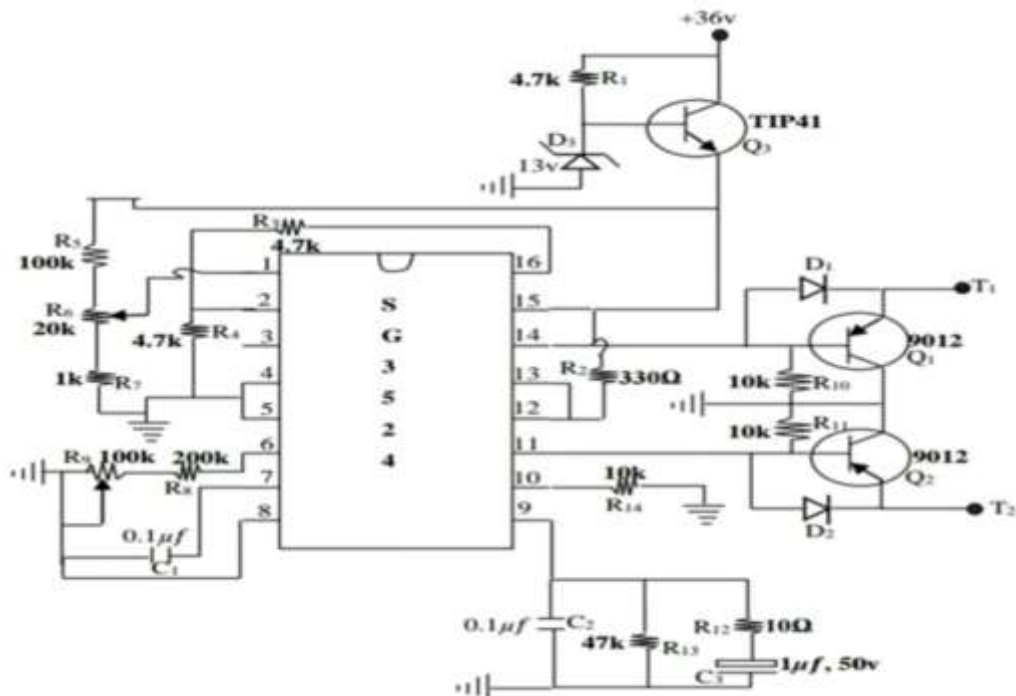 +36v
4.7k R1
TIP41
Q3
D3
13v
R3
4.7k
R5
100k
1
16
D1
T1
R6
20k
2
15
4.7k R4
3
14
9012
Q1
1k R7
4
13
R2 330Ω
10k R10
5
12
10k R11
R9 100k 200k
R8
6
11
9012
Q2
7
10
10k
R14
8
9
D2
T2
S
G
3
5
2
4
0.1µf
C1
0.1µf C2
47k R13
R12 10Ω
C3 1µf, 50v